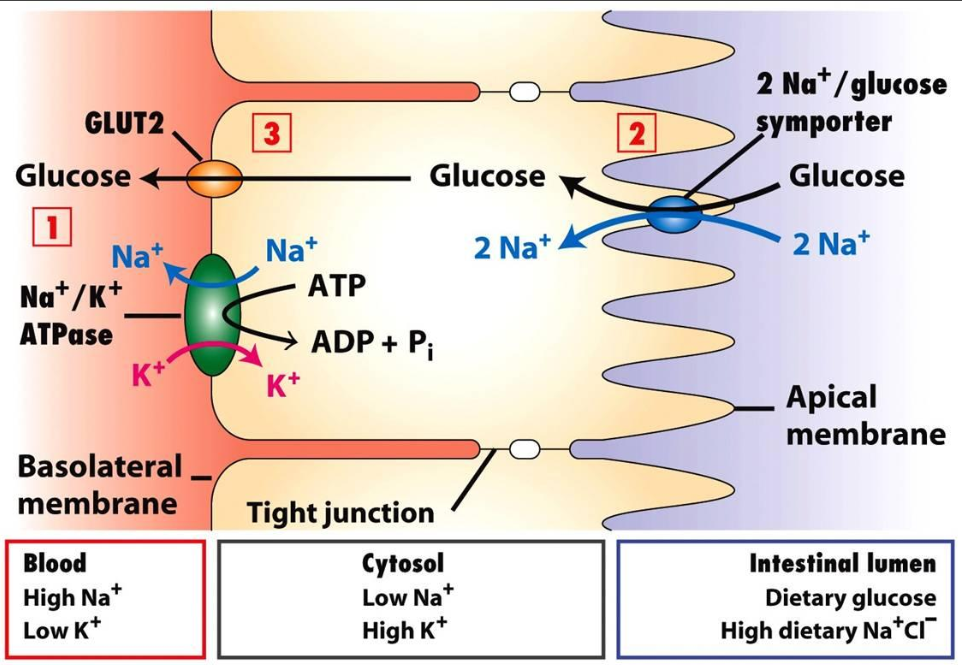 2 Na⁺/glucose
symporter
GLUT2
3
2
Glucose
Glucose
Glucose
1
Na⁺
Na⁺
2 Na⁺
2 Na⁺
Na⁺/K⁺
ATPase
ATP
ADP + Pᵢ
K⁺
K⁺
Apical
membrane
Basolateral
membrane
Tight junction
Blood
High Na⁺
Low K⁺
Cytosol
Low Na⁺
High K⁺
Intestinal lumen
Dietary glucose
High dietary Na⁺Cl⁻